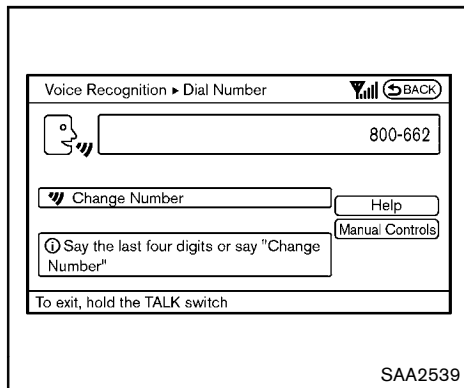 Voice Recognition ▸ Dial Number BACK
800-662
Change Number
Help
Manual Controls
Say the last four digits or say "Change
Number"
To exit, hold the TALK switch
SAA2539